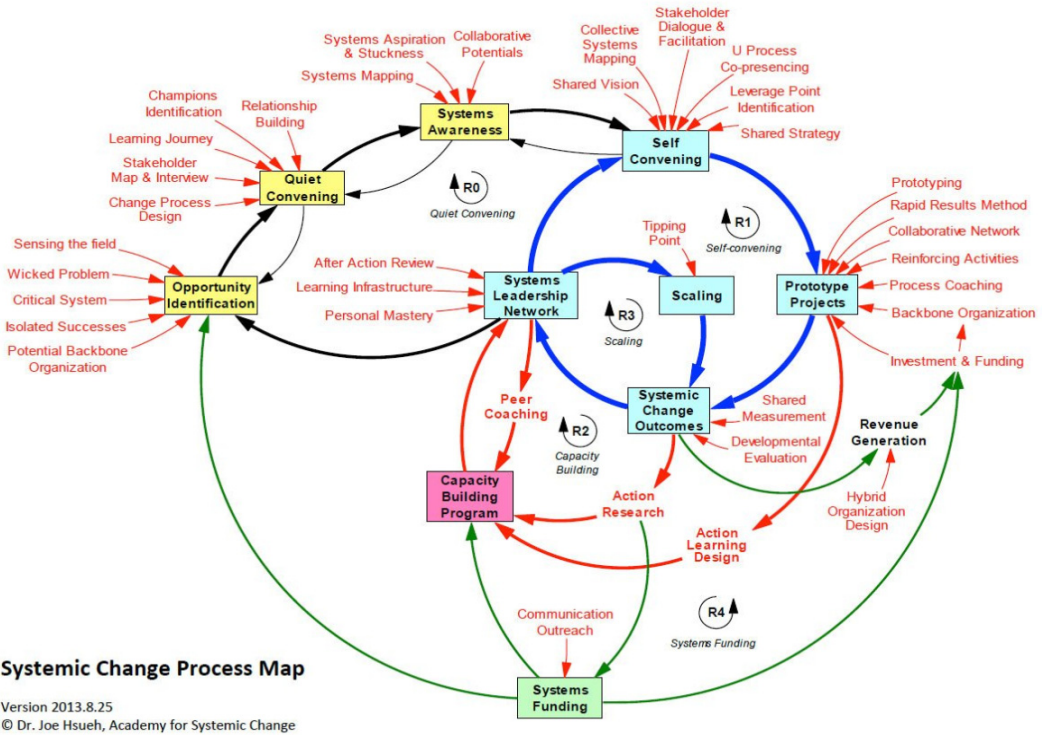 Systems Aspiration
& Stuckness
Collaborative
Potentials
Systems Mapping
Collective
Systems
Mapping
Stakeholder
Dialogue &
Facilitation
U Process
Co-presencing
Shared Vision
Leverage Point
Identification
Shared Strategy
Champions
Identification
Relationship
Building
Learning Journey
Stakeholder
Map & Interview
Change Process
Design
Systems
Awareness
Self
Convening
Quiet
Convening
R0
Quiet Convening
R1
Self-convening
Prototyping
Rapid Results Method
Collaborative Network
Reinforcing Activities
Process Coaching
Backbone Organization
Investment & Funding
Sensing the field
Wicked Problem
Critical System
Isolated Successes
Potential Backbone
Organization
Opportunity
Identification
After Action Review
Learning Infrastructure
Personal Mastery
Systems
Leadership
Network
Tipping
Point
Scaling
Prototype
Projects
R3
Scaling
Peer
Coaching
R2
Capacity
Building
Systemic
Change
Outcomes
Shared
Measurement
Developmental
Evaluation
Revenue
Generation
Hybrid
Organization
Design
Capacity
Building
Program
Action
Research
Action
Learning
Design
R4
Systems Funding
Communication
Outreach
Systems
Funding
Systemic Change Process Map
Version 2013.8.25
© Dr. Joe Hsueh, Academy for Systemic Change